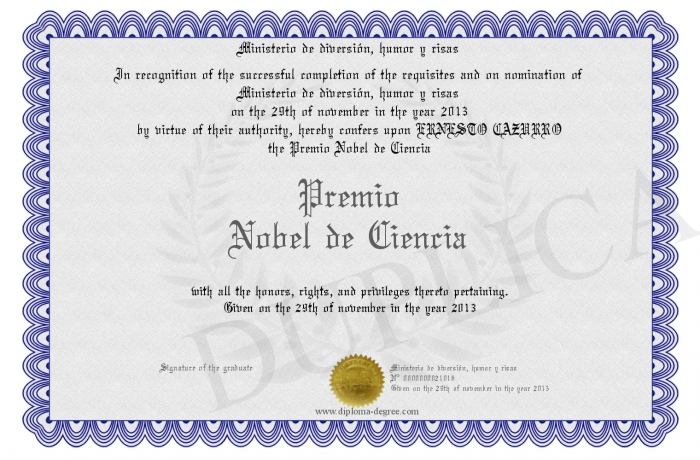 Ministerio de diversión, humor y risas
In recognition of the successful completion of the requisites and on nomination of
Ministerio de diversión, humor y risas
on the 29th of november in the year 2013
by virtue of their authority, hereby confers upon ERNESTO CAZURRO
the Premio Nobel de Ciencia
Premio
Nobel de Ciencia
with all the honors, rights, and privileges thereto pertaining.
Given on the 29th of november in the year 2013
DUPLICA
Signature of the graduate
Ministerio de diversión, humor y risas
Nº 0000000021018
Given on the 29th of november in the year 2013
www.diploma-degree.com